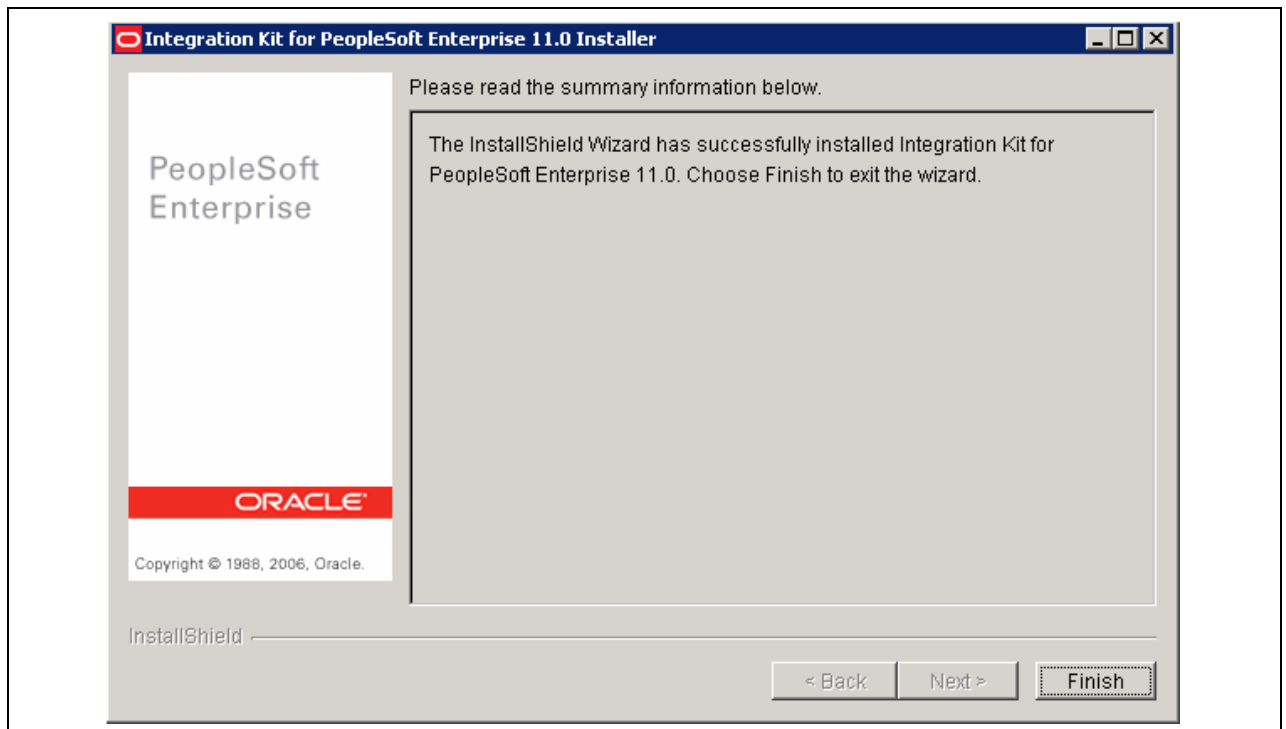 Integration Kit for PeopleSoft Enterprise 11.0 Installer
Please read the summary information below.
The InstallShield Wizard has successfully installed Integration Kit for
PeopleSoft Enterprise 11.0. Choose Finish to exit the wizard.
PeopleSoft
Enterprise
ORACLE
Copyright © 1988, 2006, Oracle.
InstallShield
< Back
Next >
Finish